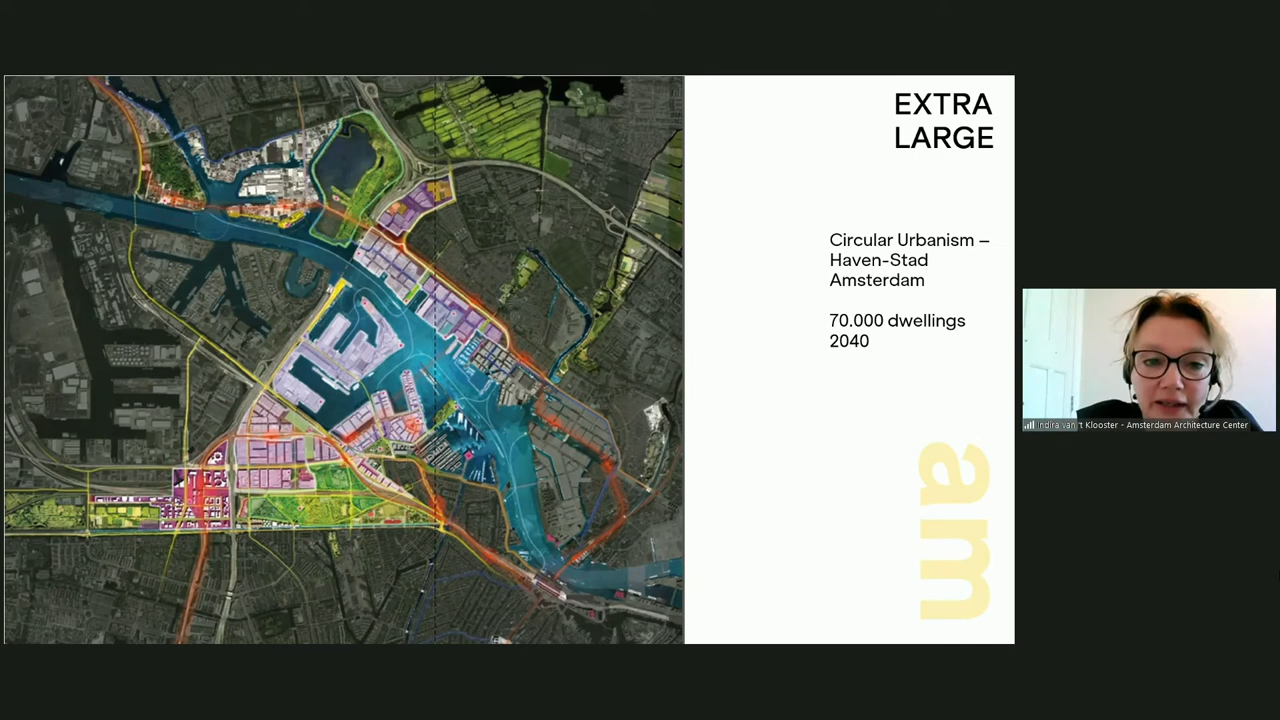 EXTRA
LARGE
Circular Urbanism –
Haven-Stad
Amsterdam
70.000 dwellings
2040
am
Indira van 't Klooster - Amsterdam Architecture Center